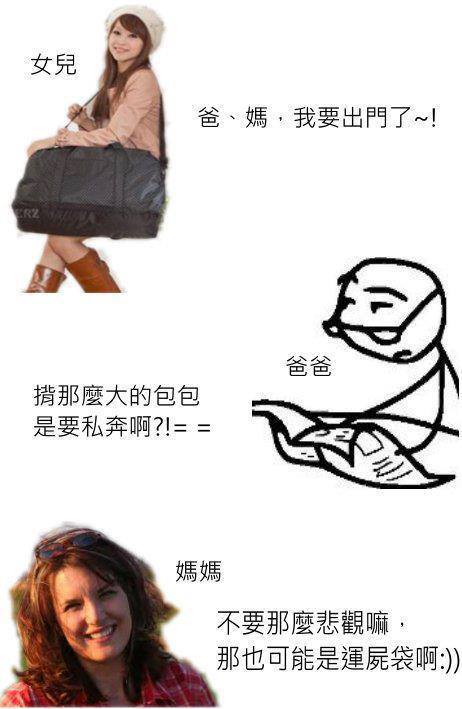 女兒
爸、媽，我要出門了~!
爸爸
揹那麼大的包包
是要私奔啊?!= =
媽媽
不要那麼悲觀嘛，
那也可能是運屍袋啊:))